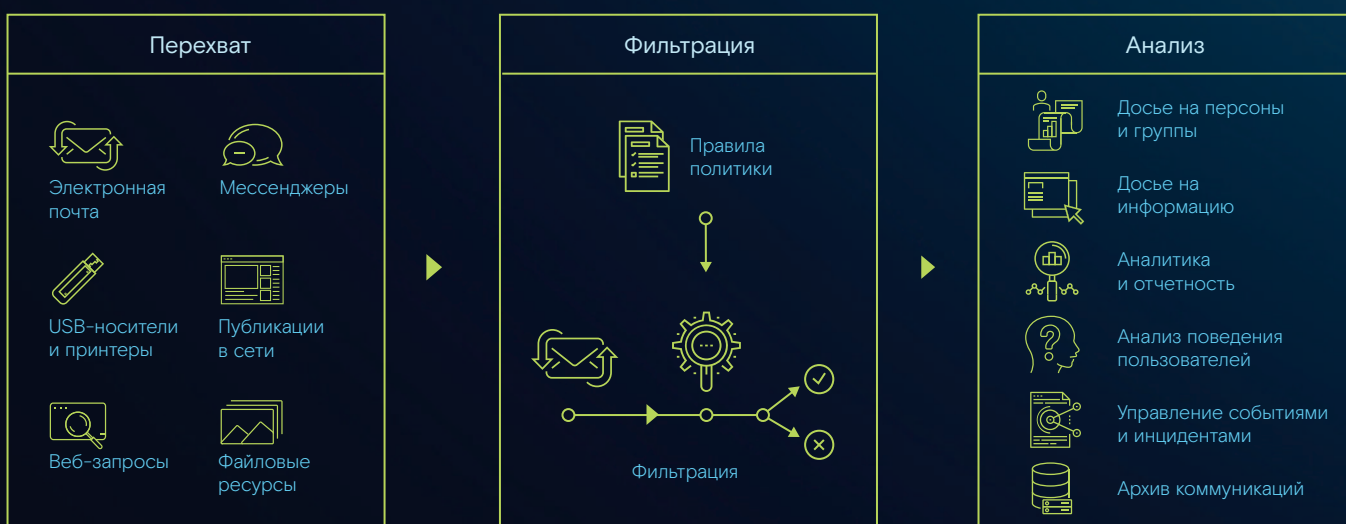 Перехват
Электронная
почта
Мессенджеры
USB-носители
и принтеры
Публикации
в сети
Веб-запросы
Файловые
ресурсы
Фильтрация
Правила
политики
Фильтрация
Анализ
Досье на персоны
и группы
Досье на
информацию
Аналитика
и отчетность
Анализ поведения
пользователей
Управление событиями
и инцидентами
Архив коммуникаций